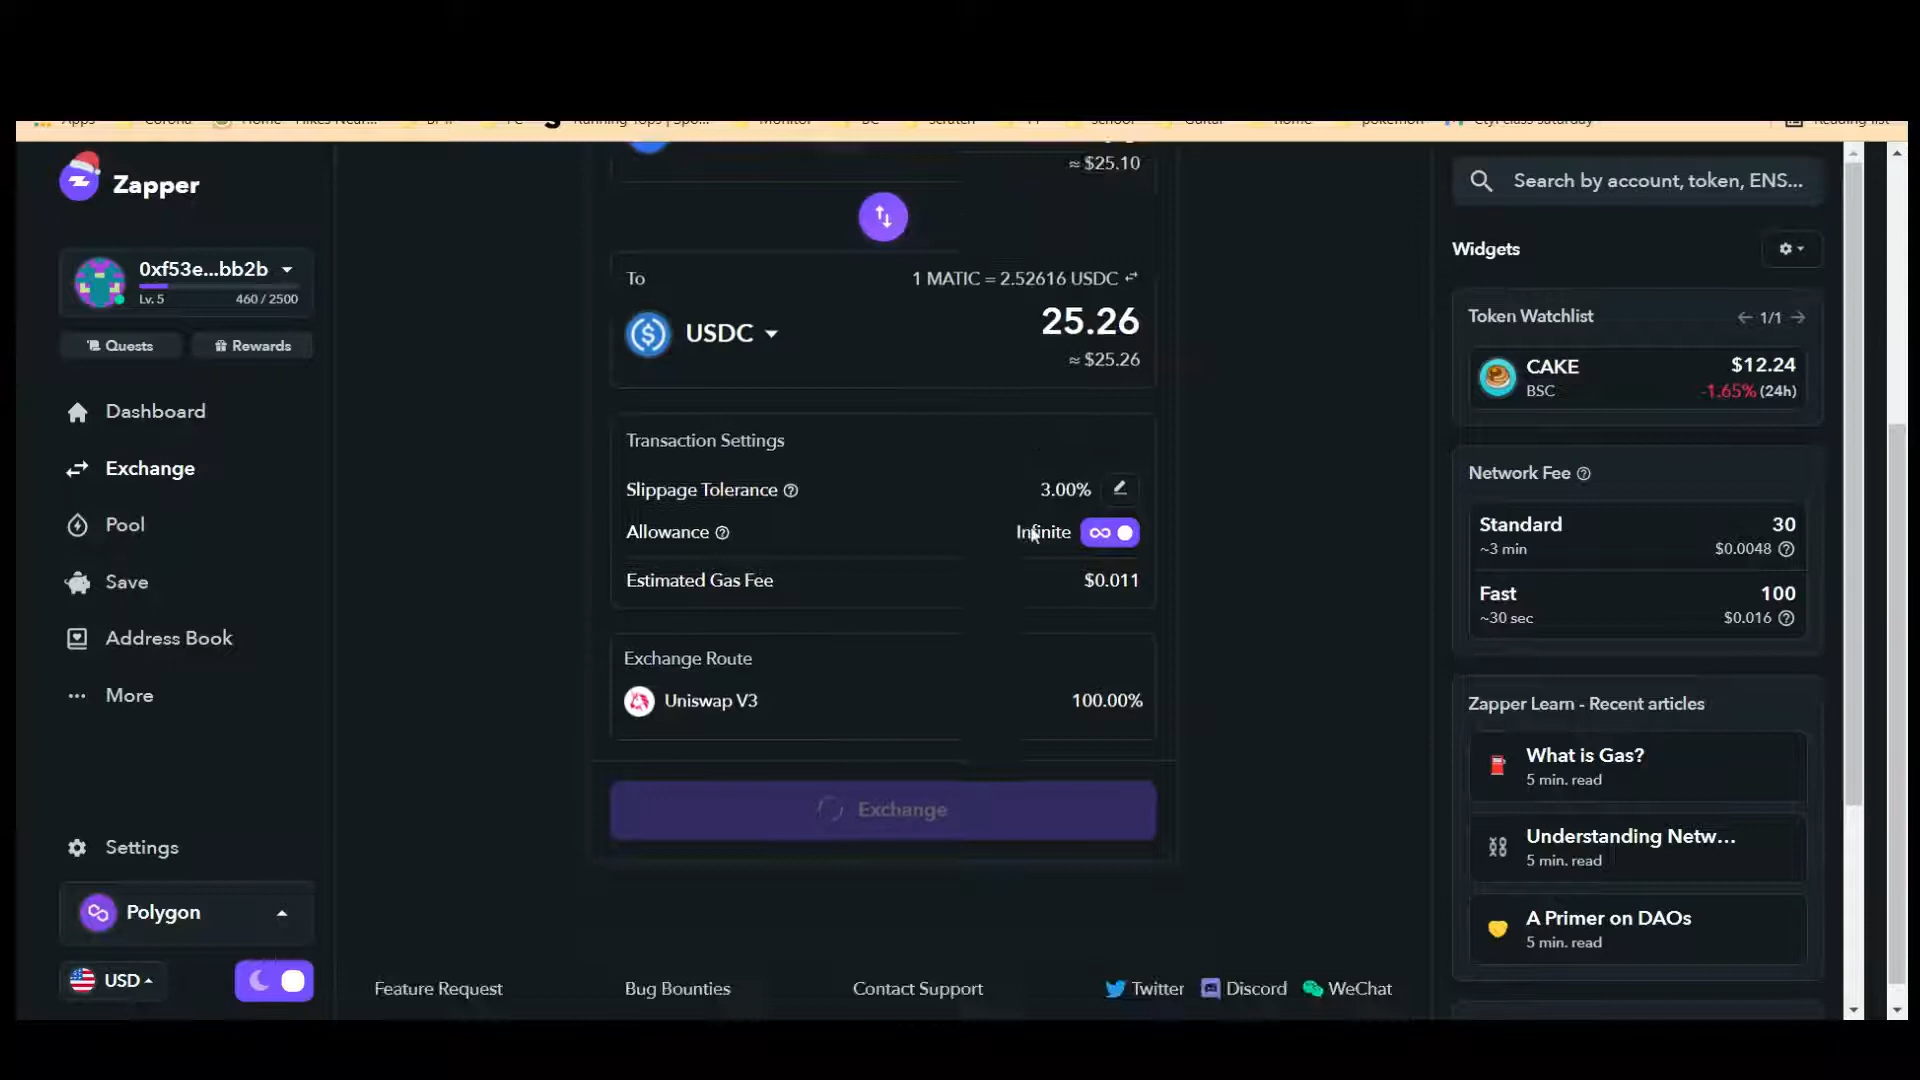 Zapper
0xf53e...bb2b
Lv. 5
460 / 2500
Quests
Rewards
Dashboard
Exchange
Pool
Save
Address Book
More
Settings
Polygon
USD
≈ $25.10
To
1 MATIC = 2.52616 USDC
USDC
25.26
≈ $25.26
Transaction Settings
Slippage Tolerance
3.00%
Allowance
Infinite
Estimated Gas Fee
$0.011
Exchange Route
Uniswap V3
100.00%
Exchange
Feature Request
Bug Bounties
Contact Support
Twitter
Discord
WeChat
Search by account, token, ENS...
Widgets
Token Watchlist
1/1
CAKE
$12.24
BSC
-1.65% (24h)
Network Fee
Standard
30
~3 min
$0.0048
Fast
100
~30 sec
$0.016
Zapper Learn - Recent articles
What is Gas?
5 min. read
Understanding Netw...
5 min. read
A Primer on DAOs
5 min. read